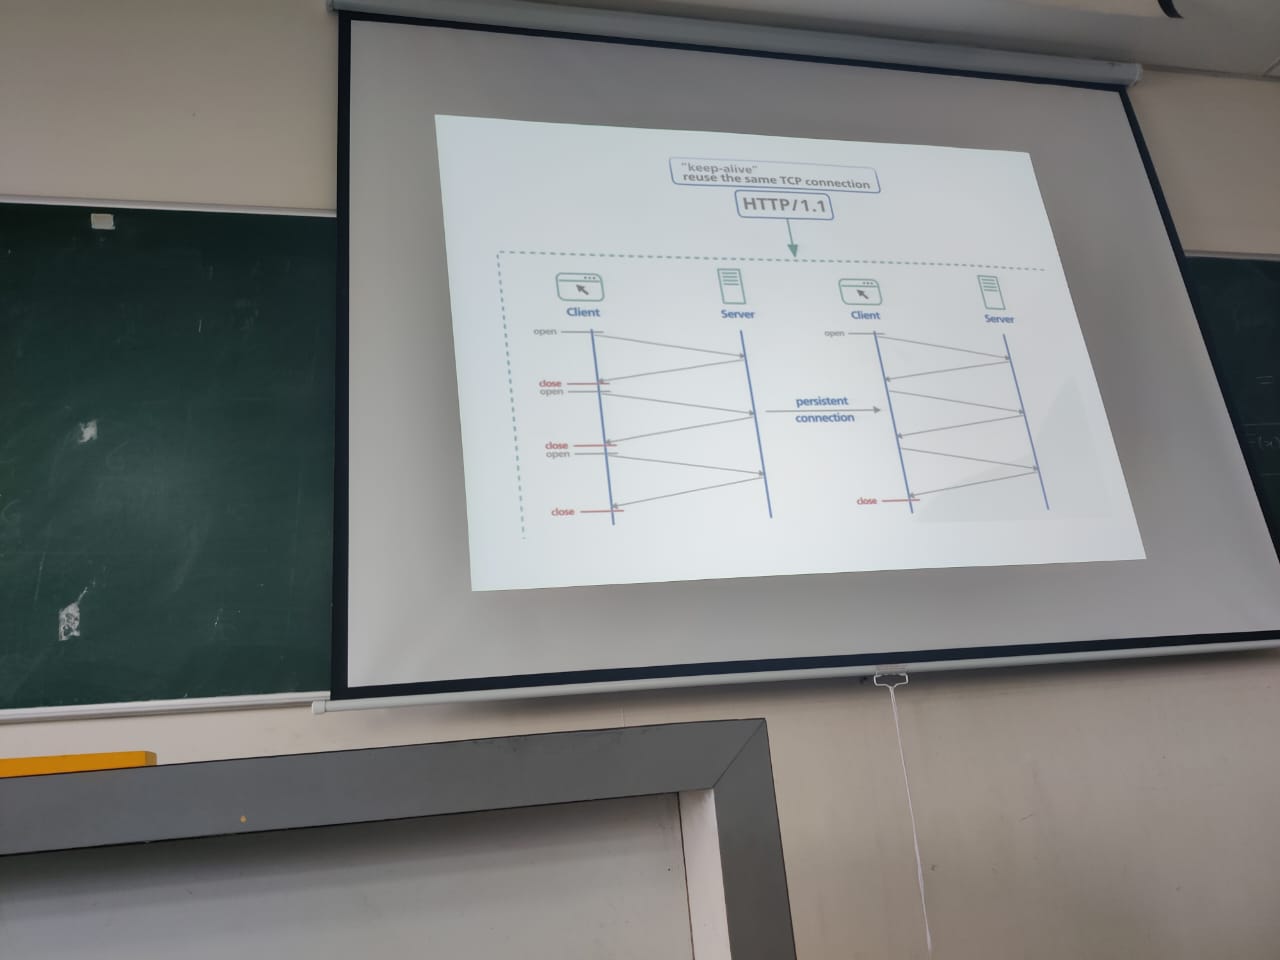 "keep-alive"
reuse the same TCP connection
HTTP/1.1
Client
Server
Client
Server
open
close
open
close
open
close
persistent
connection
open
close